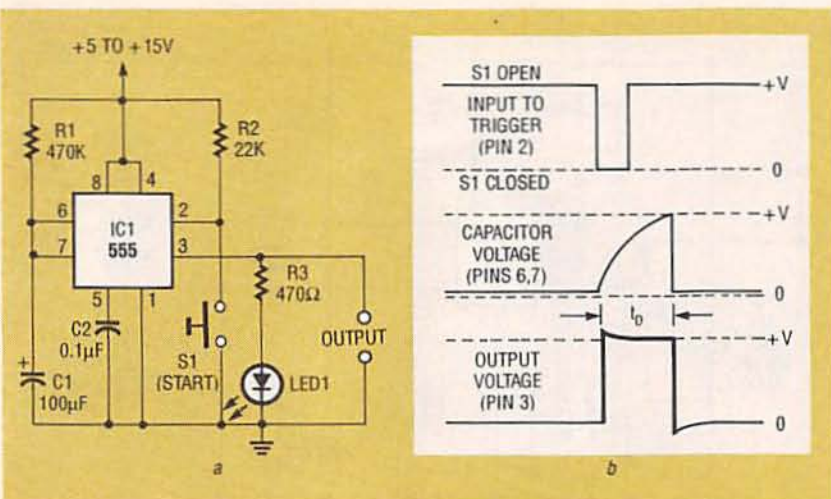 +5 TO +15V
R1
470K
R2
22K
8
4
6
2
7
3
IC1
555
5
1
R3
470Ω
C2
0.1μF
S1
(START)
OUTPUT
LED1
+
C1
100μF
a
S1 OPEN
+V
INPUT TO
TRIGGER
(PIN 2)
0
S1 CLOSED
+V
CAPACITOR
VOLTAGE
(PINS 6,7)
0
tD
+V
OUTPUT
VOLTAGE
(PIN 3)
0
b